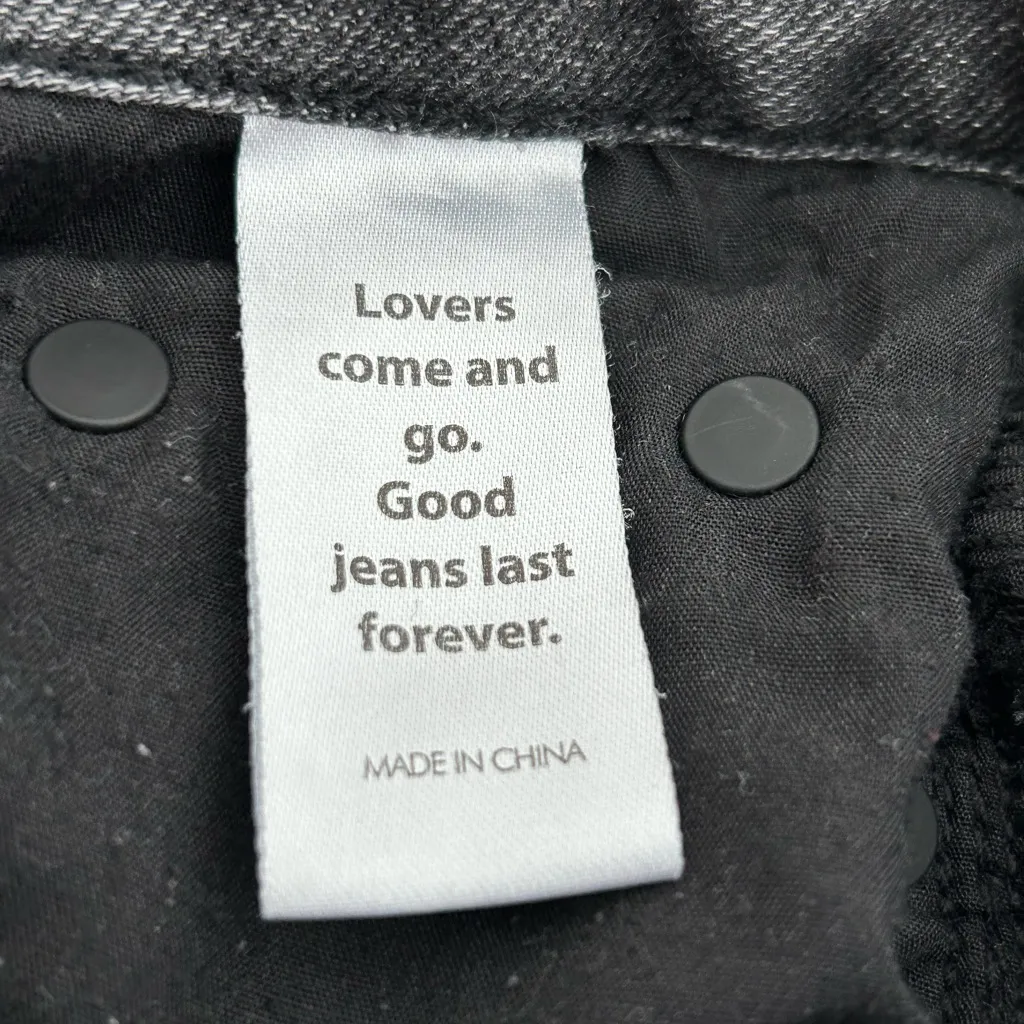 Lovers
come and
go.
Good
jeans last
forever.
MADE IN CHINA